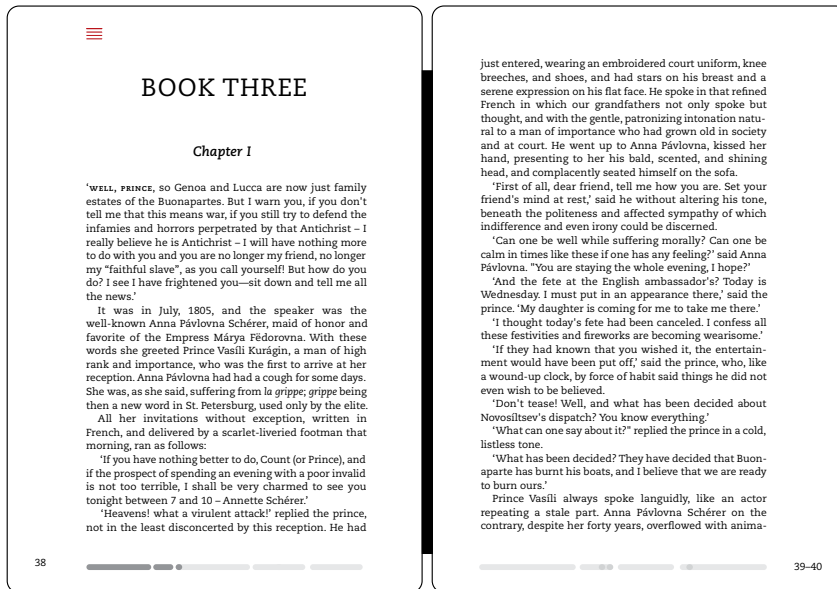 BOOK THREE
Chapter I
‘WELL, PRINCE, so Genoa and Lucca are now just family
estates of the Buonapartes. But I warn you, if you don’t
tell me that this means war, if you still try to defend the
infamies and horrors perpetrated by that Antichrist – I
really believe he is Antichrist – I will have nothing more
to do with you and you are no longer my friend, no longer
my “faithful slave”, as you call yourself! But how do you
do? I see I have frightened you—sit down and tell me all
the news.’
It was in July, 1805, and the speaker was the
well-known Anna Pávlovna Schérer, maid of honor and
favorite of the Empress Márya Fëdorovna. With these
words she greeted Prince Vasíli Kurágin, a man of high
rank and importance, who was the first to arrive at her
reception. Anna Pávlovna had had a cough for some days.
She was, as she said, suffering from la grippe; grippe being
then a new word in St. Petersburg, used only by the elite.
All her invitations without exception, written in
French, and delivered by a scarlet-liveried footman that
morning, ran as follows:
‘If you have nothing better to do, Count (or Prince), and
if the prospect of spending an evening with a poor invalid
is not too terrible, I shall be very charmed to see you
tonight between 7 and 10 – Annette Schérer.’
‘Heavens! what a virulent attack!’ replied the prince,
not in the least disconcerted by this reception. He had
38
just entered, wearing an embroidered court uniform, knee
breeches, and shoes, and had stars on his breast and a
serene expression on his flat face. He spoke in that refined
French in which our grandfathers not only spoke but
thought, and with the gentle, patronizing intonation natu-
ral to a man of importance who had grown old in society
and at court. He went up to Anna Pávlovna, kissed her
hand, presenting to her his bald, scented, and shining
head, and complacently seated himself on the sofa.
‘First of all, dear friend, tell me how you are. Set your
friend’s mind at rest,’ said he without altering his tone,
beneath the politeness and affected sympathy of which
indifference and even irony could be discerned.
‘Can one be well while suffering morally? Can one be
calm in times like these if one has any feeling?’ said Anna
Pávlovna. "You are staying the whole evening, I hope?’
‘And the fete at the English ambassador’s? Today is
Wednesday. I must put in an appearance there,’ said the
prince. ‘My daughter is coming for me to take me there.’
‘I thought today’s fete had been canceled. I confess all
these festivities and fireworks are becoming wearisome.’
‘If they had known that you wished it, the entertain-
ment would have been put off,’ said the prince, who, like
a wound-up clock, by force of habit said things he did not
even wish to be believed.
‘Don’t tease! Well, and what has been decided about
Novosíltsev’s dispatch? You know everything.’
‘What can one say about it?" replied the prince in a cold,
listless tone.
‘What has been decided? They have decided that Buon-
aparte has burnt his boats, and I believe that we are ready
to burn ours.’
Prince Vasíli always spoke languidly, like an actor
repeating a stale part. Anna Pávlovna Schérer on the
contrary, despite her forty years, overflowed with anima-
39–40